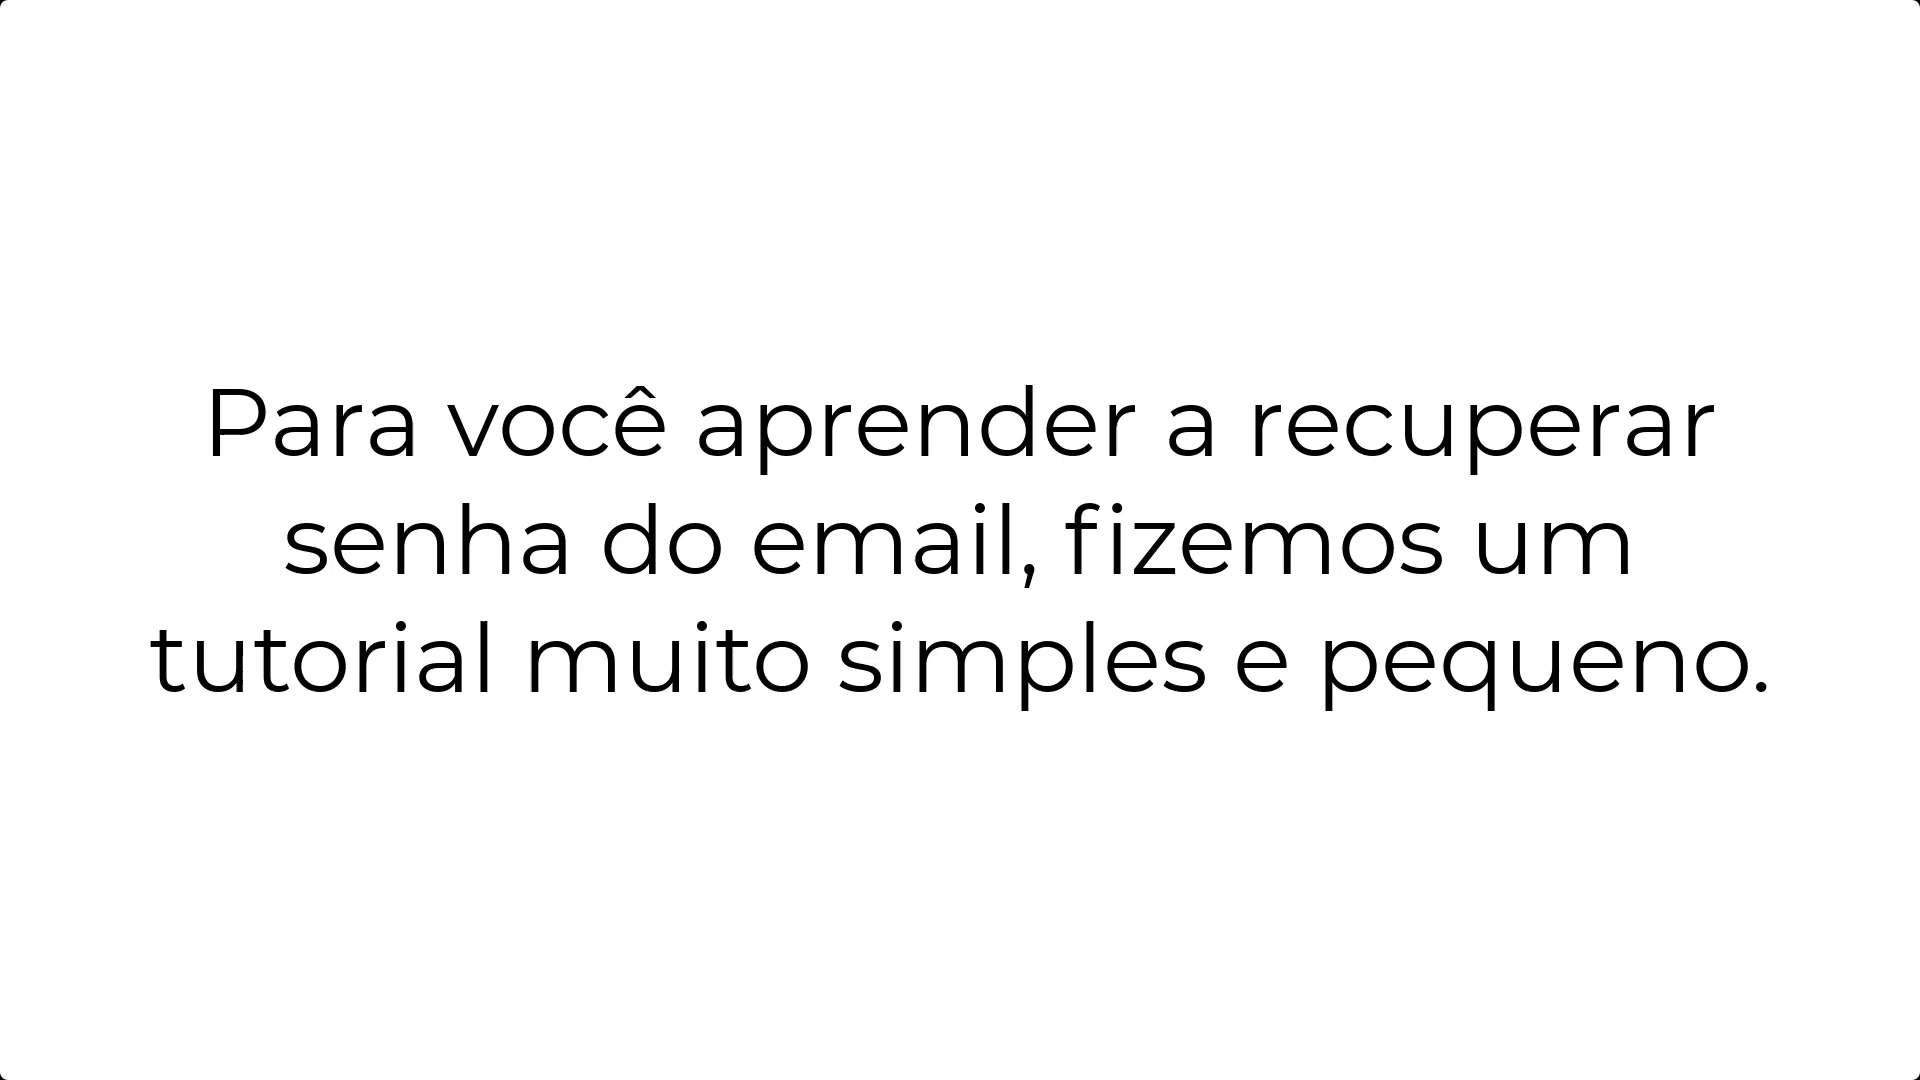 Para você aprender a recuperar
senha do email, fizemos um
tutorial muito simples e pequeno.